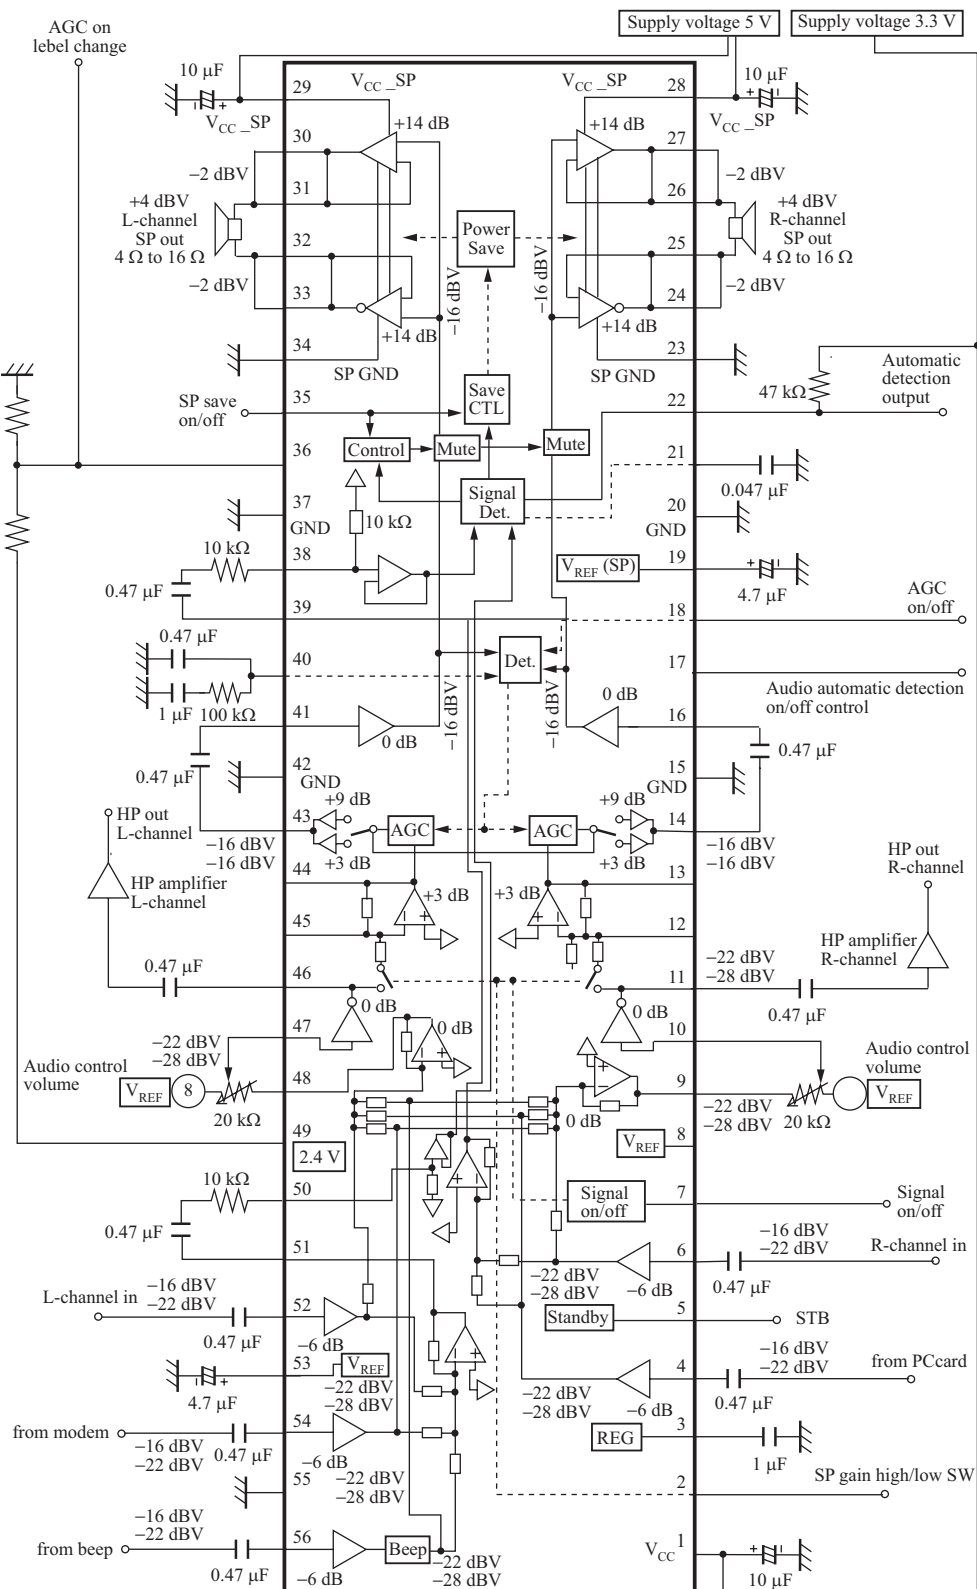 AGC on
lebel change
Supply voltage 5 V
Supply voltage 3.3 V
10 μF
29
VCC _SP
VCC _SP
28
10 μF
VCC _SP
VCC _SP
30
+14 dB
+14 dB
27
−2 dBV
−2 dBV
31
26
+4 dBV
L-channel
SP out
4 Ω to 16 Ω
Power
Save
+4 dBV
R-channel
SP out
4 Ω to 16 Ω
32
25
−2 dBV
−16 dBV
−16 dBV
−2 dBV
33
24
+14 dB
+14 dB
34
SP GND
SP GND
23
Automatic
detection
output
SP save
on/off
35
Save
CTL
22
47 kΩ
36
Control
Mute
Mute
21
0.047 μF
37
GND
Signal
Det.
20
GND
10 kΩ
10 kΩ
38
VREF (SP)
19
4.7 μF
0.47 μF
39
18
AGC
on/off
0.47 μF
40
Det.
17
1 μF
100 kΩ
−16 dBV
−16 dBV
Audio automatic detection
on/off control
41
0 dB
0 dB
16
0.47 μF
0.47 μF
42
GND
15
GND
HP out
L-channel
43
+9 dB
+9 dB
14
AGC
AGC
−16 dBV
−16 dBV
+3 dB
+3 dB
−16 dBV
−16 dBV
HP out
R-channel
44
13
HP amplifier
L-channel
+3 dB
+3 dB
45
12
HP amplifier
R-channel
0.47 μF
46
11
−22 dBV
−28 dBV
0 dB
0 dB
0.47 μF
47
0 dB
10
−22 dBV
−28 dBV
Audio control
volume
Audio control
volume
VREF
8
48
9
VREF
20 kΩ
0 dB
−22 dBV
−28 dBV
20 kΩ
49
2.4 V
VREF
8
10 kΩ
50
Signal
on/off
7
Signal
on/off
0.47 μF
51
6
−16 dBV
−22 dBV
R-channel in
−22 dBV
−28 dBV
−6 dB
0.47 μF
L-channel in
−16 dBV
−22 dBV
52
Standby
5
STB
0.47 μF
−6 dB
53
VREF
4
−16 dBV
−22 dBV
from PCcard
4.7 μF
−22 dBV
−28 dBV
−22 dBV
−28 dBV
−6 dB
0.47 μF
from modem
−16 dBV
−22 dBV
0.47 μF
54
REG
3
1 μF
−6 dB
55
−22 dBV
−28 dBV
2
SP gain high/low SW
−16 dBV
−22 dBV
from beep
56
Beep
VCC
1
0.47 μF
−6 dB
−22 dBV
−28 dBV
10 μF